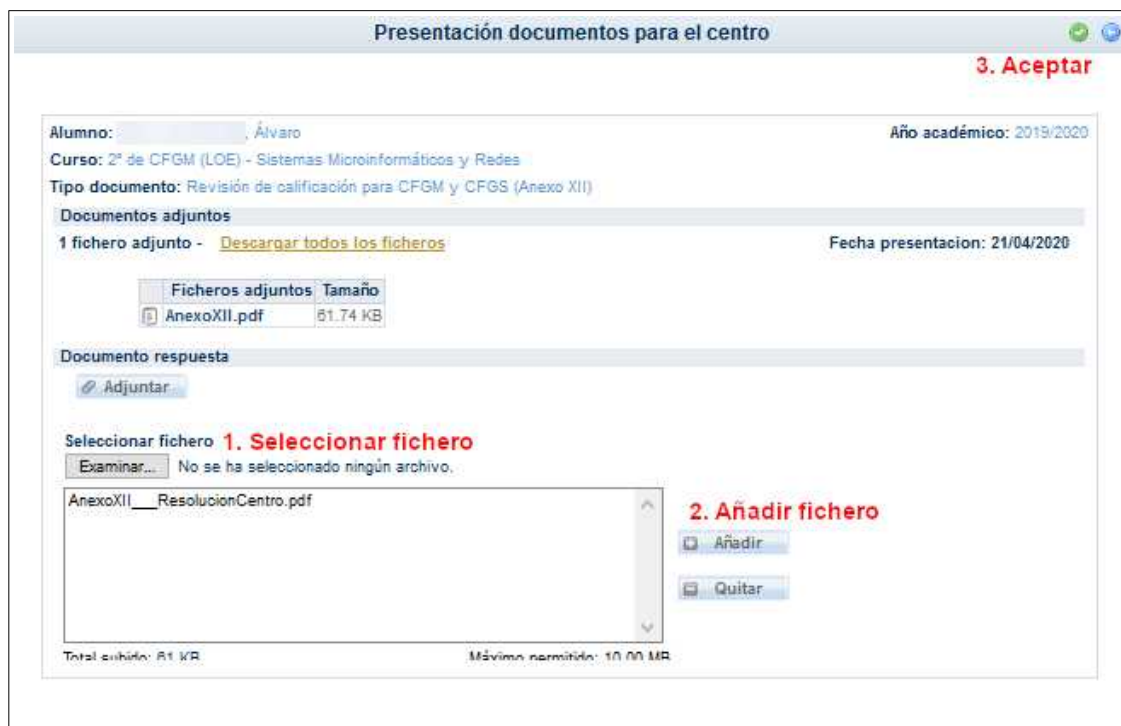 Presentación documentos para el centro
3. Aceptar
Alumno: , Álvaro Año académico: 2019/2020
Curso: 2º de CFGM (LOE) - Sistemas Microinformáticos y Redes
Tipo documento: Revisión de calificación para CFGM y CFGS (Anexo XII)
Documentos adjuntos
1 fichero adjunto - Descargar todos los ficheros Fecha presentacion: 21/04/2020
Ficheros adjuntos Tamaño
AnexoXII.pdf 61.74 KB
Documento respuesta
Adjuntar
Seleccionar fichero 1. Seleccionar fichero
Examinar... No se ha seleccionado ningún archivo.
AnexoXII___ResolucionCentro.pdf
2. Añadir fichero
Añadir
Quitar
Total subido: 61 KB Máximo permitido: 10.00 MB